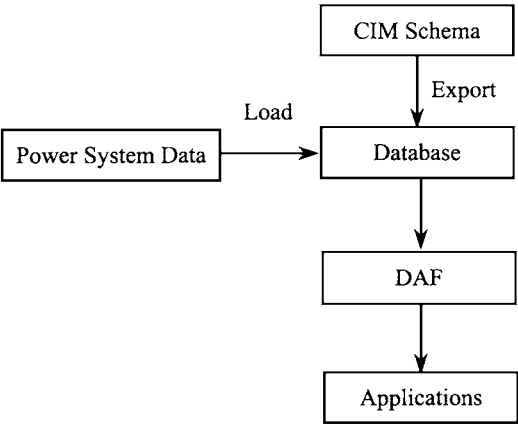 CIM Schema
Export
Load
Power System Data
Database
DAF
Applications